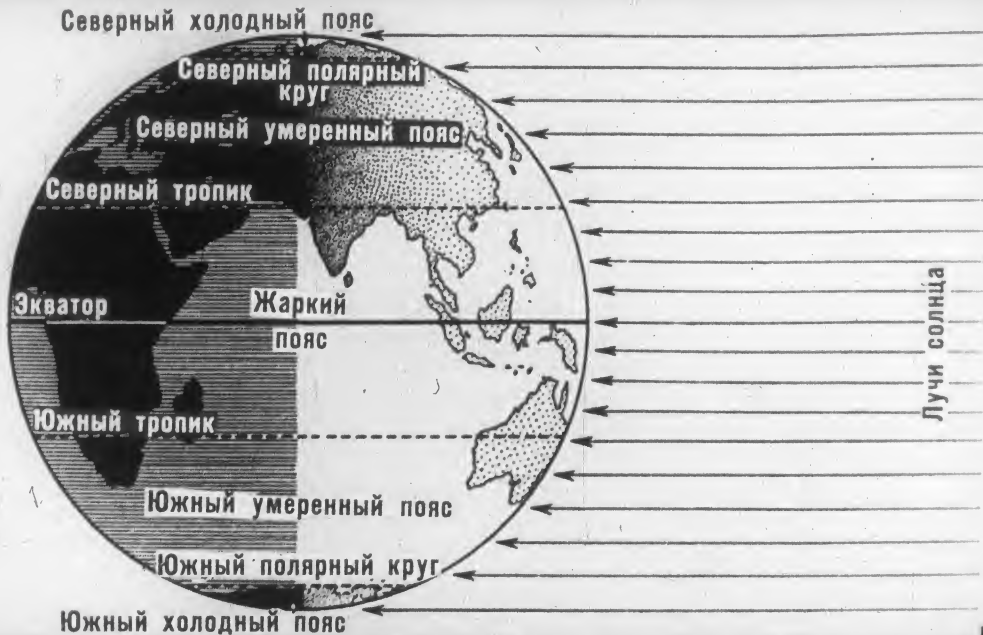 Северный холодный пояс
Северный полярный
круг
Северный умеренный пояс
Северный тропик
Экватор
Жаркий
пояс
Лучи солнца
Южный тропик
Южный умеренный пояс
Южный полярный круг
Южный холодный пояс